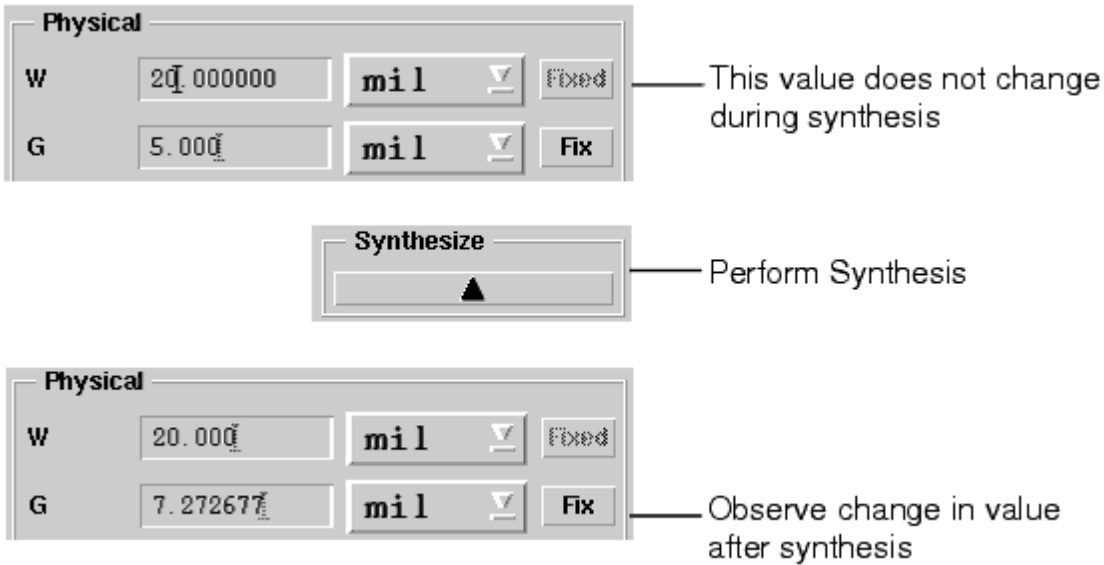 Physical
W 20.000000 mil Fixed
This value does not change
during synthesis
G 5.000 mil Fix
Synthesize
Perform Synthesis
Physical
W 20.000 mil Fixed
G 7.272677 mil Fix
Observe change in value
after synthesis